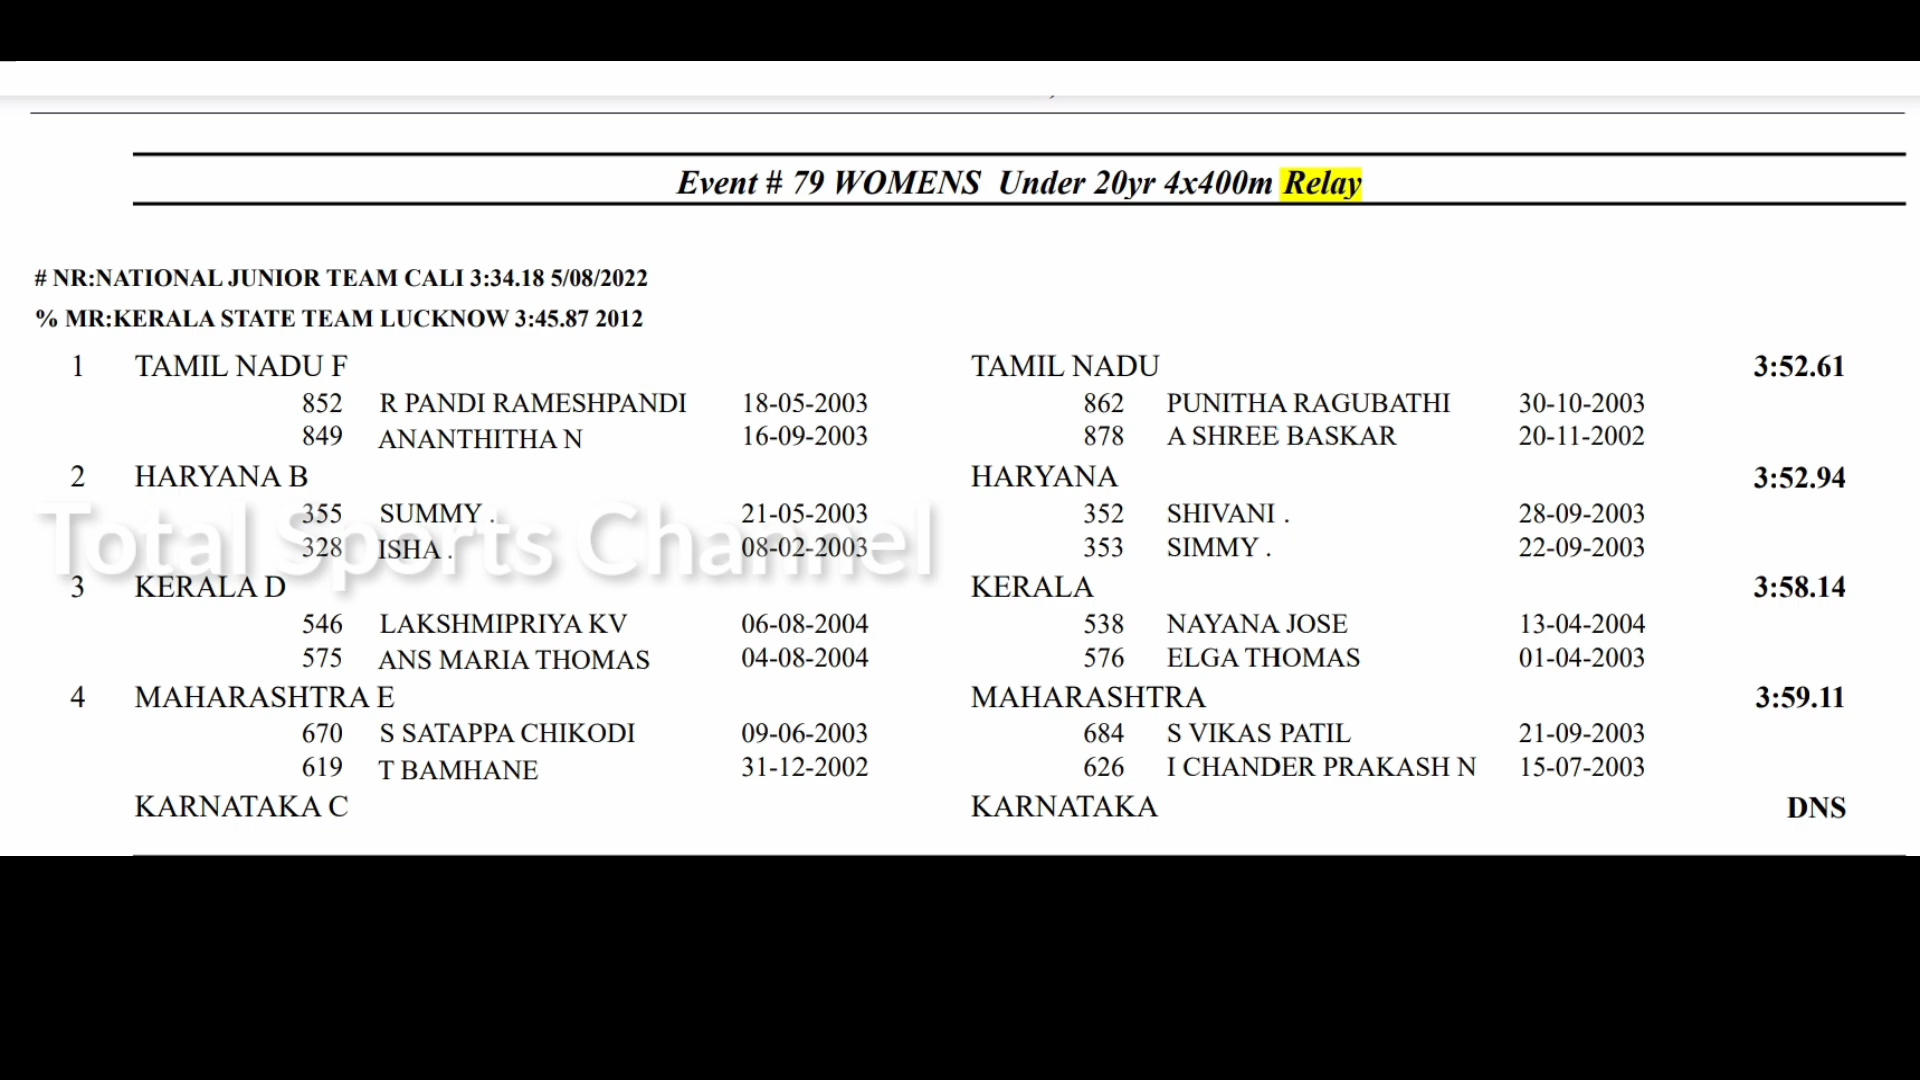 Event # 79 WOMENS Under 20yr 4x400m Relay
# NR:NATIONAL JUNIOR TEAM CALI 3:34.18 5/08/2022
% MR:KERALA STATE TEAM LUCKNOW 3:45.87 2012
1 TAMIL NADU F TAMIL NADU 3:52.61
852 R PANDI RAMESHPANDI 18-05-2003 862 PUNITHA RAGUBATHI 30-10-2003
849 ANANTHITHA N 16-09-2003 878 A SHREE BASKAR 20-11-2002
2 HARYANA B HARYANA 3:52.94
355 SUMMY . 21-05-2003 352 SHIVANI . 28-09-2003
Total Sports Channel
328 ISHA . 08-02-2003 353 SIMMY . 22-09-2003
3 KERALA D KERALA 3:58.14
546 LAKSHMIPRIYA KV 06-08-2004 538 NAYANA JOSE 13-04-2004
575 ANS MARIA THOMAS 04-08-2004 576 ELGA THOMAS 01-04-2003
4 MAHARASHTRA E MAHARASHTRA 3:59.11
670 S SATAPPA CHIKODI 09-06-2003 684 S VIKAS PATIL 21-09-2003
619 T BAMHANE 31-12-2002 626 I CHANDER PRAKASH N 15-07-2003
KARNATAKA C KARNATAKA DNS